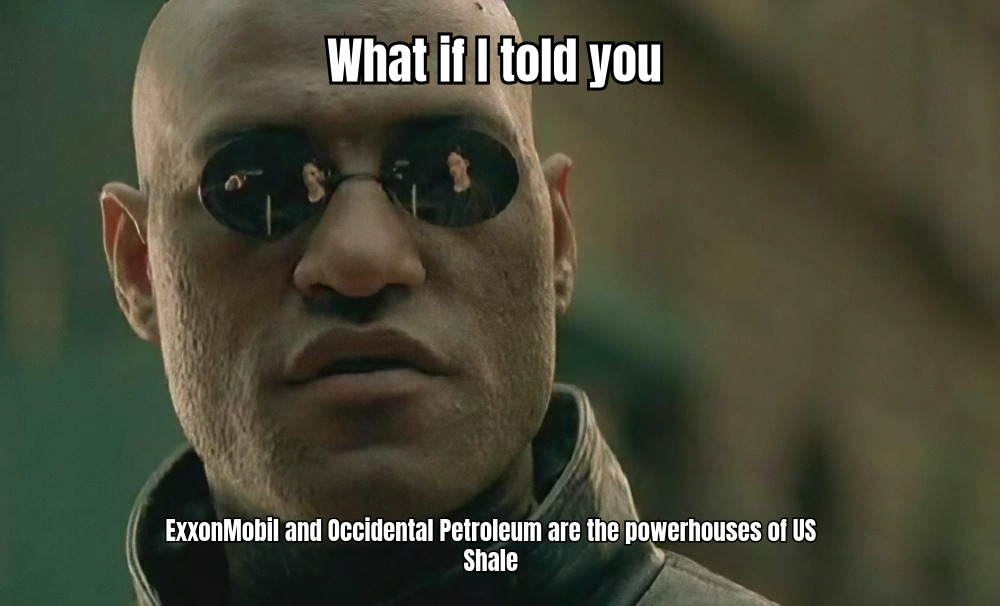 What if I told you
ExxonMobil and Occidental Petroleum are the powerhouses of US
Shale